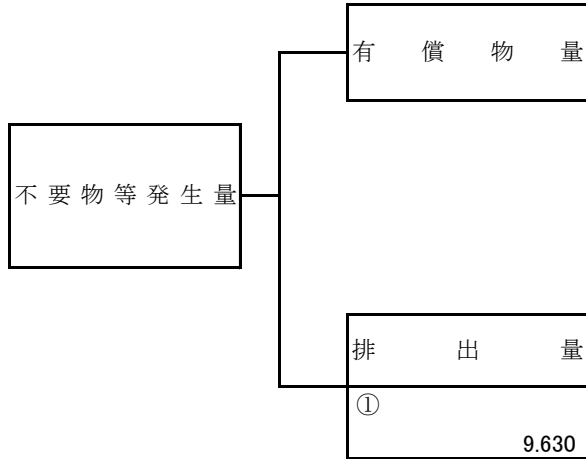 有償物量
不要物等発生量
排出量
①
9.630